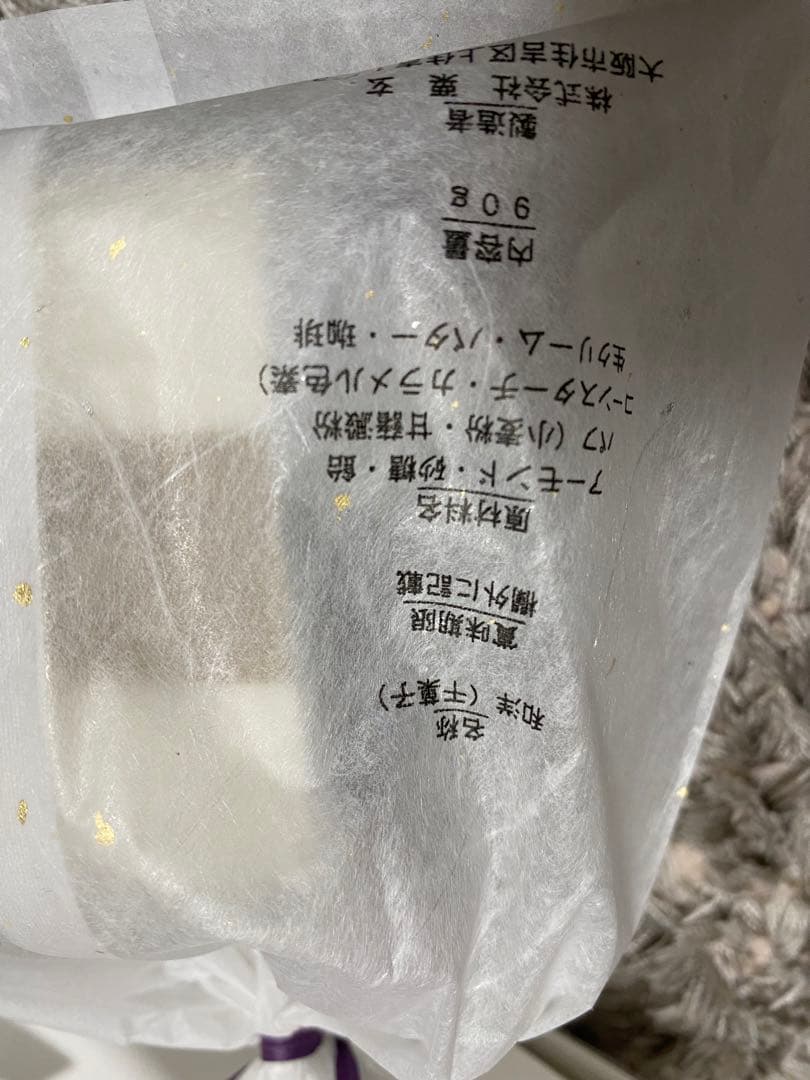 名称
和洋（干菓子）
賞味期限
欄外に記載
原材料名
アーモンド・砂糖・飴
パフ（小麦粉・甘藷澱粉
コーンスターチ・カラメル色素）
生クリーム・バター・珈琲
内容量
90g
製造者
株式会社 粟 玄
大阪市住吉区上住